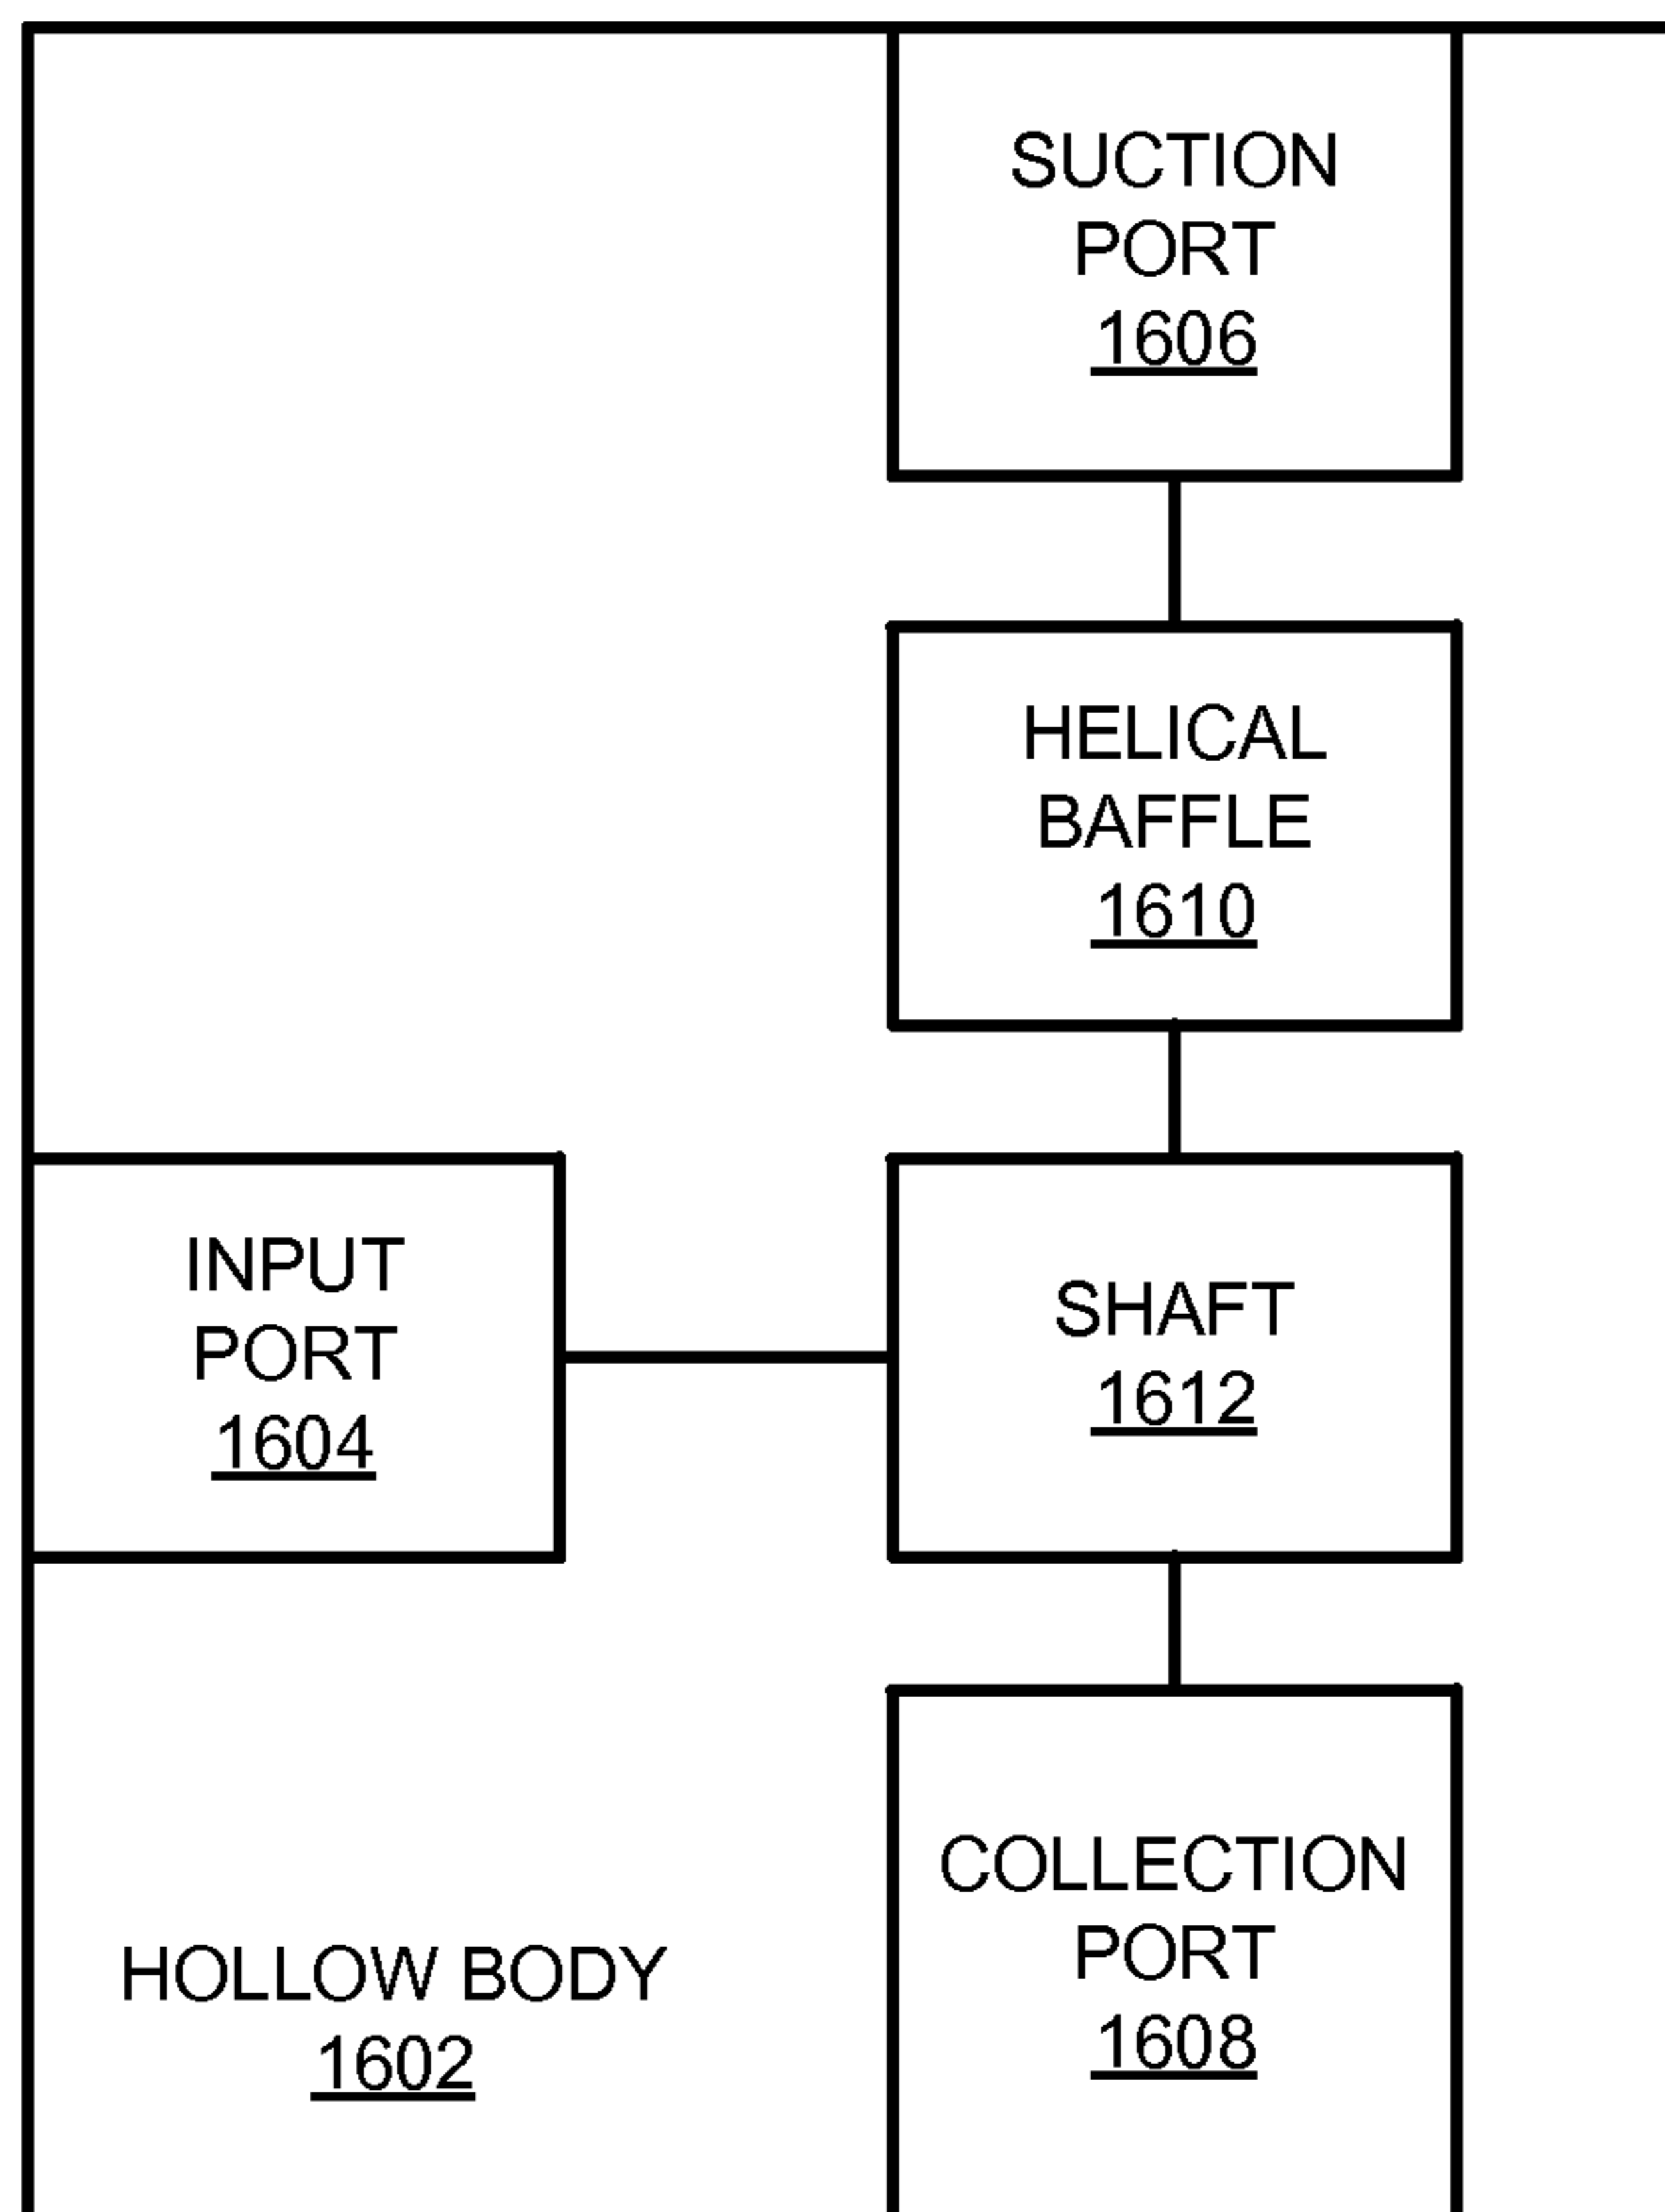 SUCTION
PORT
1606
HELICAL
BAFFLE
1610
INPUT
PORT
1604
SHAFT
1612
COLLECTION
PORT
1608
HOLLOW BODY
1602